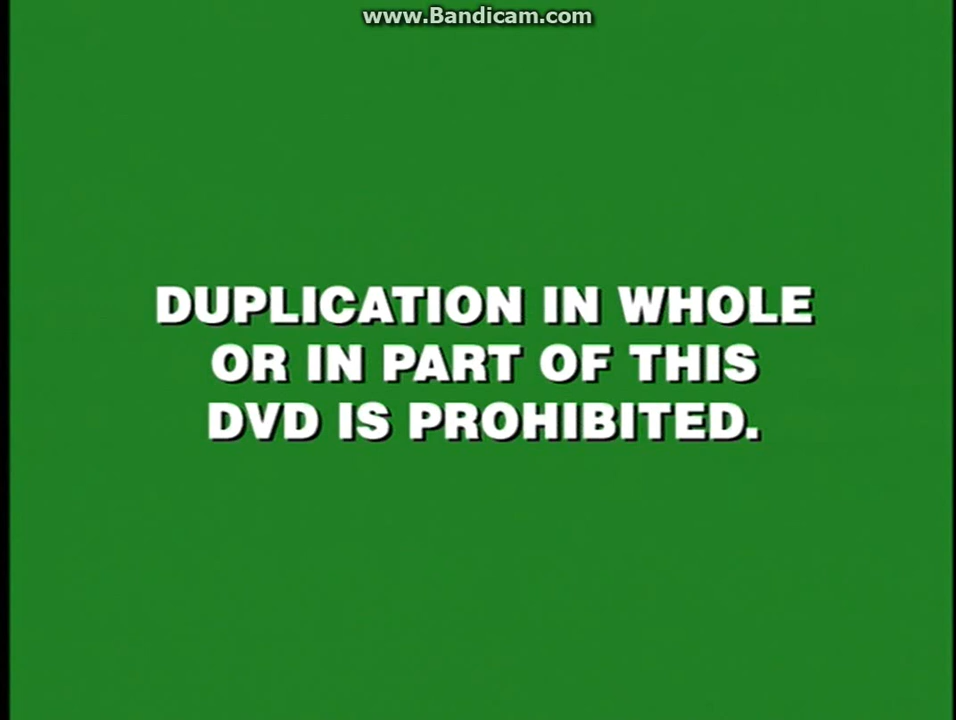 www.Bandicam.com
DUPLICATION IN WHOLE
OR IN PART OF THIS
DVD IS PROHIBITED.